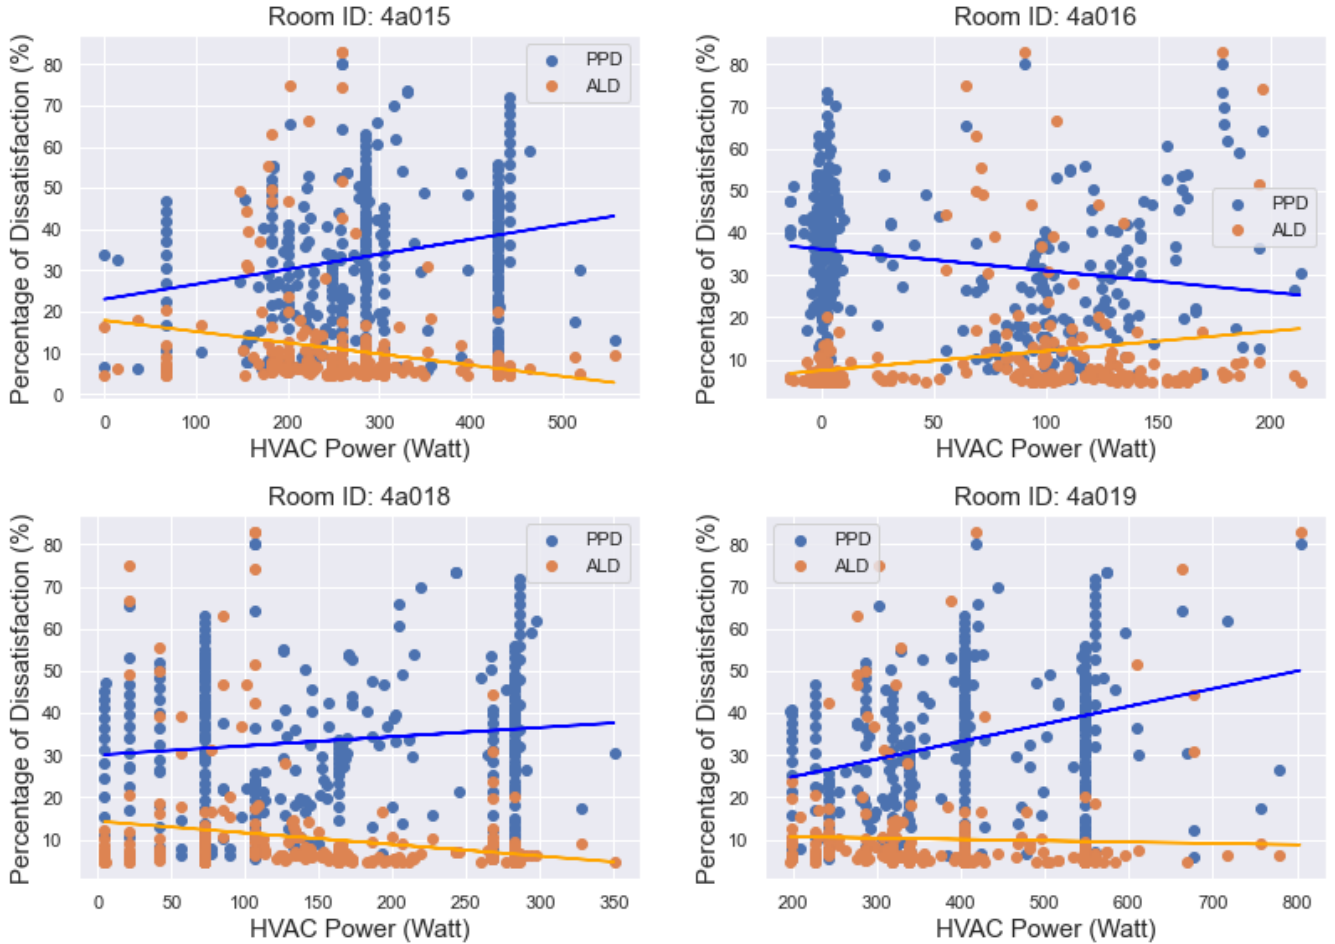 Room ID: 4a015
Percentage of Dissatisfaction (%)
80
70
60
50
40
30
20
10
0
PPD
ALD
0 100 200 300 400 500
HVAC Power (Watt)
Room ID: 4a016
Percentage of Dissatisfaction (%)
80
70
60
50
40
30
20
10
PPD
ALD
0 50 100 150 200
HVAC Power (Watt)
Room ID: 4a018
Percentage of Dissatisfaction (%)
80
70
60
50
40
30
20
10
PPD
ALD
0 50 100 150 200 250 300 350
HVAC Power (Watt)
Room ID: 4a019
Percentage of Dissatisfaction (%)
80
70
60
50
40
30
20
10
PPD
ALD
200 300 400 500 600 700 800
HVAC Power (Watt)